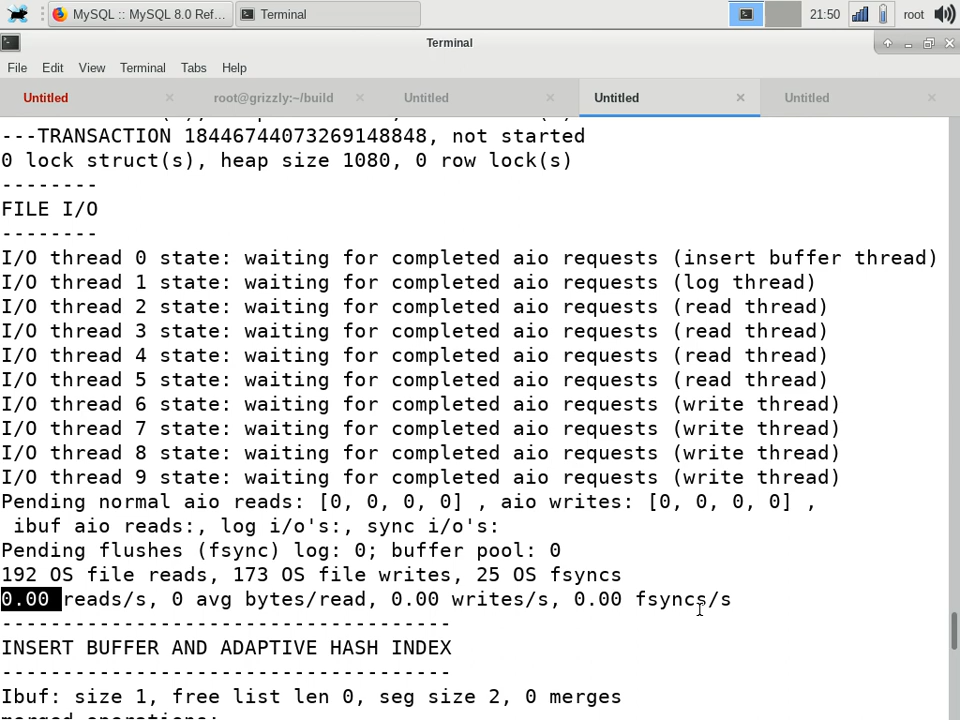 MySQL :: MySQL 8.0 Ref...
Terminal
21:50
root
Terminal
File Edit View Terminal Tabs Help
Untitled
root@grizzly:~/build
Untitled
Untitled
Untitled
---TRANSACTION 18446744073269148848, not started
0 lock struct(s), heap size 1080, 0 row lock(s)
--------
FILE I/O
--------
I/O thread 0 state: waiting for completed aio requests (insert buffer thread)
I/O thread 1 state: waiting for completed aio requests (log thread)
I/O thread 2 state: waiting for completed aio requests (read thread)
I/O thread 3 state: waiting for completed aio requests (read thread)
I/O thread 4 state: waiting for completed aio requests (read thread)
I/O thread 5 state: waiting for completed aio requests (read thread)
I/O thread 6 state: waiting for completed aio requests (write thread)
I/O thread 7 state: waiting for completed aio requests (write thread)
I/O thread 8 state: waiting for completed aio requests (write thread)
I/O thread 9 state: waiting for completed aio requests (write thread)
Pending normal aio reads: [0, 0, 0, 0] , aio writes: [0, 0, 0, 0] ,
 ibuf aio reads:, log i/o's:, sync i/o's:
Pending flushes (fsync) log: 0; buffer pool: 0
192 OS file reads, 173 OS file writes, 25 OS fsyncs
0.00 reads/s, 0 avg bytes/read, 0.00 writes/s, 0.00 fsyncs/s
-------------------------------------
INSERT BUFFER AND ADAPTIVE HASH INDEX
-------------------------------------
Ibuf: size 1, free list len 0, seg size 2, 0 merges